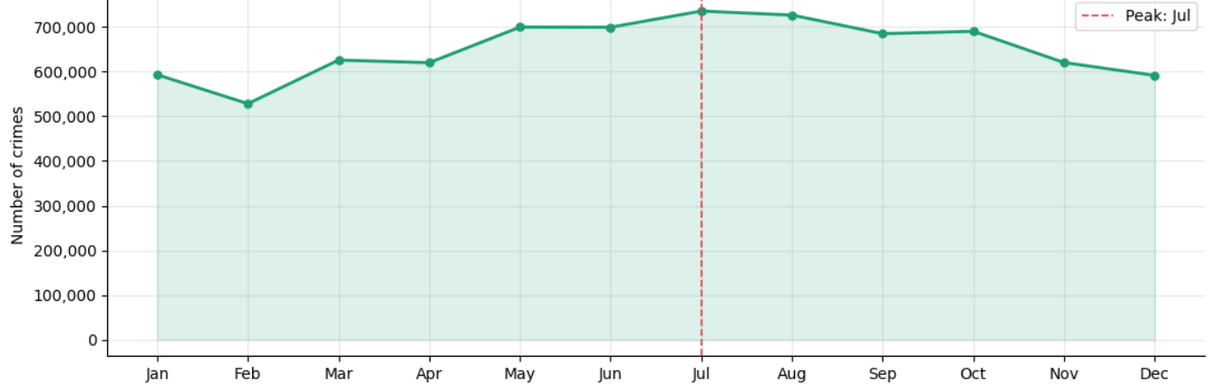 Peak: Jul
Number of crimes
700,000
600,000
500,000
400,000
300,000
200,000
100,000
0
Jan Feb Mar Apr May Jun Jul Aug Sep Oct Nov Dec